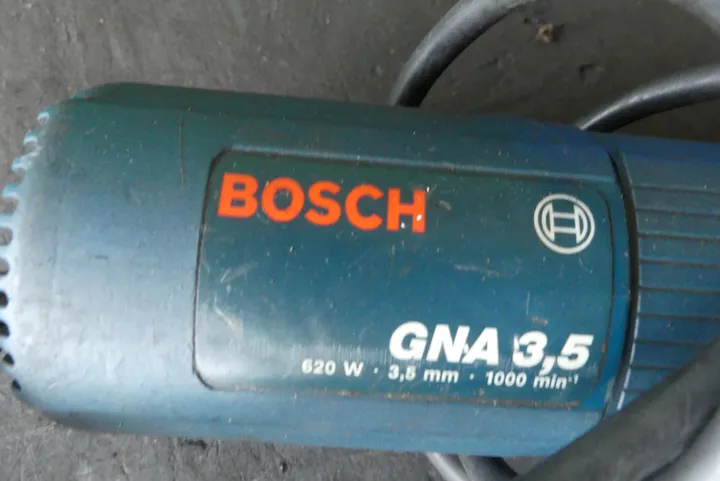 BOSCH
GNA 3,5
620 W · 3,5 mm · 1000 min⁻¹